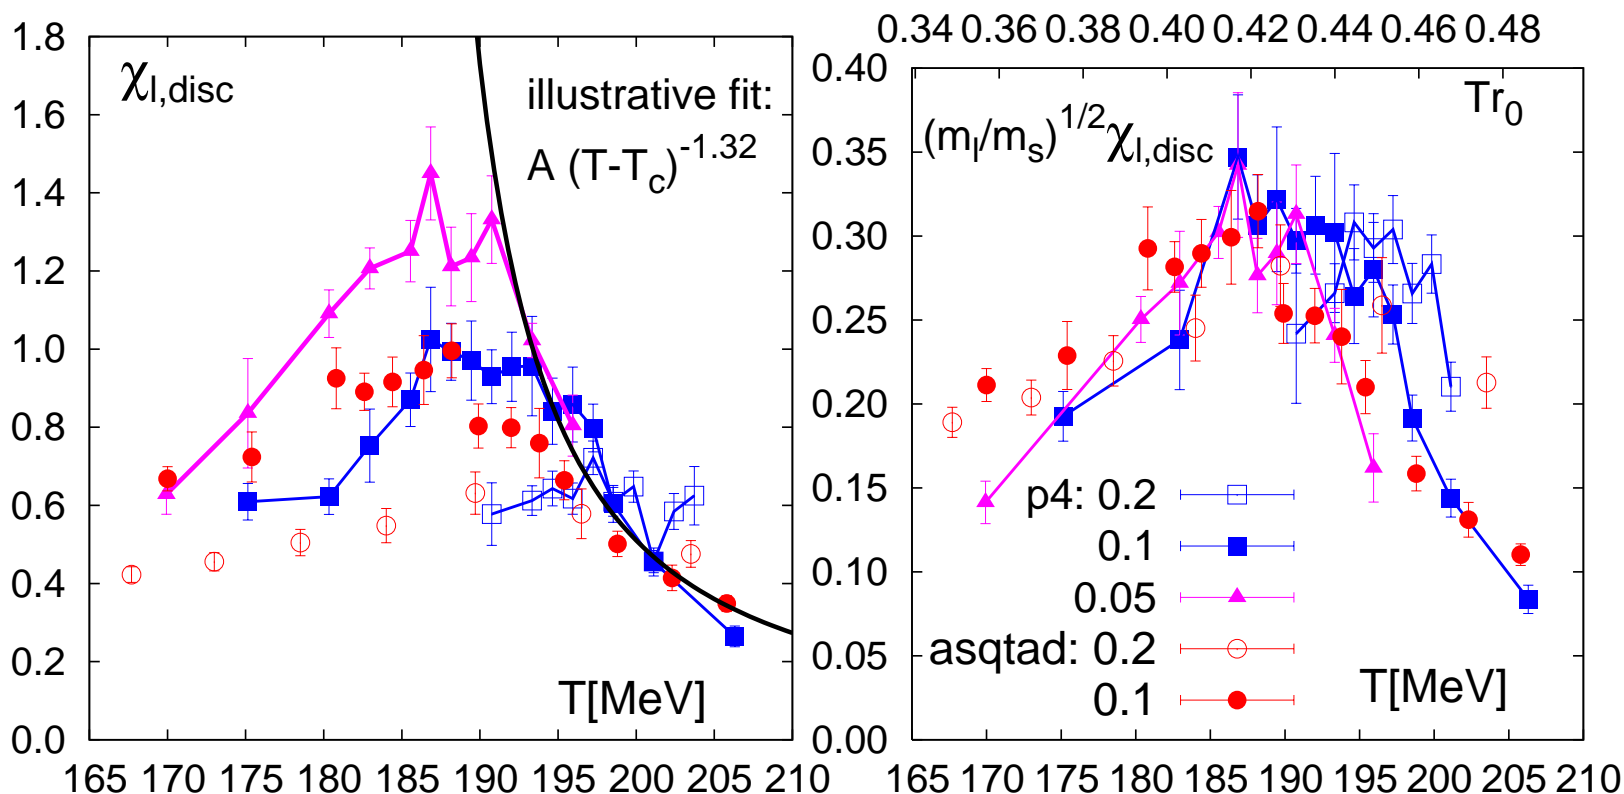 0.34 0.36 0.38 0.40 0.42 0.44 0.46 0.48
1.8
1.6
1.4
1.2
1.0
0.8
0.6
0.4
0.2
0.0
χl,disc
illustrative fit:
A (T-Tc)-1.32
T[MeV]
165 170 175 180 185 190 195 200 205 210
0.40
0.35
0.30
0.25
0.20
0.15
0.10
0.05
0.00
Tr0
(ml/ms)1/2χl,disc
p4: 0.2
0.1
0.05
asqtad: 0.2
0.1
T[MeV]
165 170 175 180 185 190 195 200 205 210